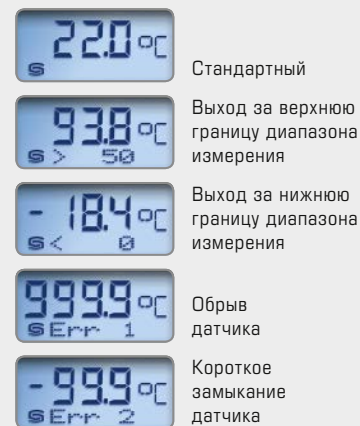 22.0 °C
S
Стандартный
93.8 °C
S > 50
Выход за верхнюю
границу диапазона
измерения
- 18.4 °C
S < 0
Выход за нижнюю
границу диапазона
измерения
999.9 °C
S Err 1
Обрыв
датчика
-99.9 °C
S Err 2
Короткое
замыкание
датчика